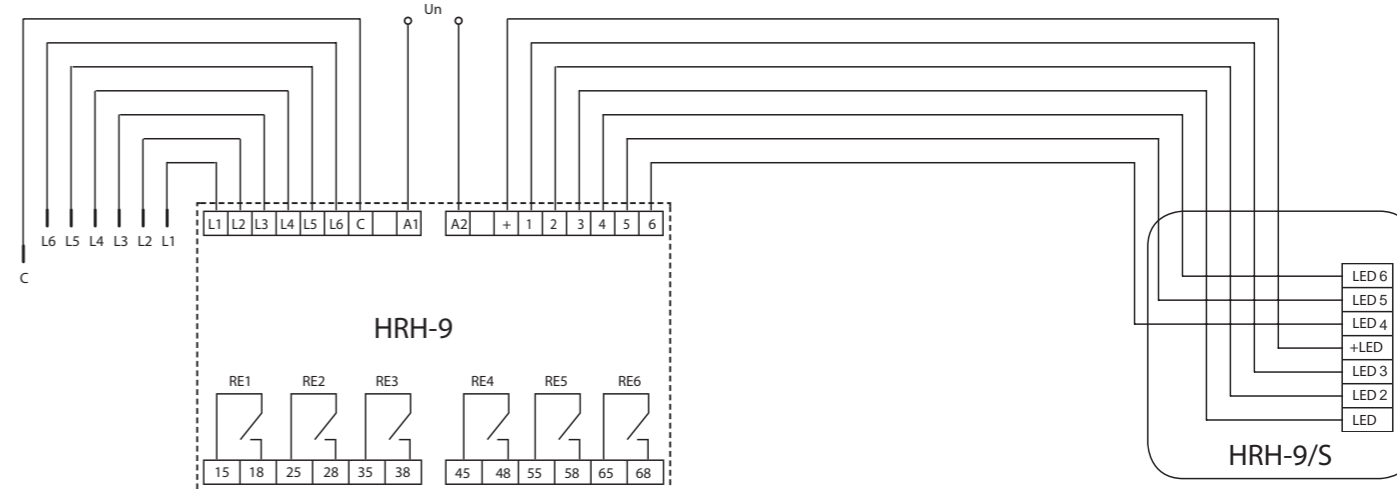 Un
L1 L2 L3 L4 L5 L6 C A1 A2 + 1 2 3 4 5 6
L6 L5 L4 L3 L2 L1
C
HRH-9
LED 6
LED 5
LED 4
+LED
LED 3
LED 2
LED
HRH-9/S
RE1 RE2 RE3 RE4 RE5 RE6
15 18 25 28 35 38 45 48 55 58 65 68